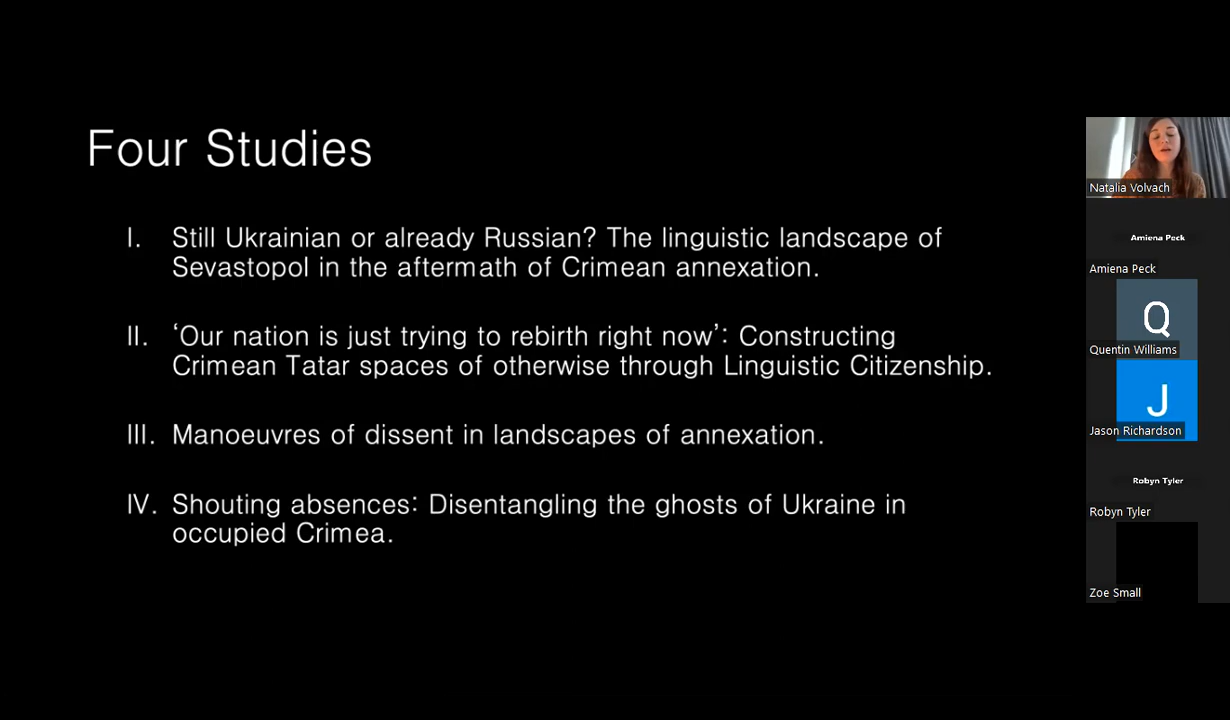 Four Studies
I. Still Ukrainian or already Russian? The linguistic landscape of
Sevastopol in the aftermath of Crimean annexation.
II. ‘Our nation is just trying to rebirth right now’: Constructing
Crimean Tatar spaces of otherwise through Linguistic Citizenship.
III. Manoeuvres of dissent in landscapes of annexation.
IV. Shouting absences: Disentangling the ghosts of Ukraine in
occupied Crimea.
Natalia Volvach
Amiena Peck
Amiena Peck
Q
Quentin Williams
J
Jason Richardson
Robyn Tyler
Robyn Tyler
Zoe Small